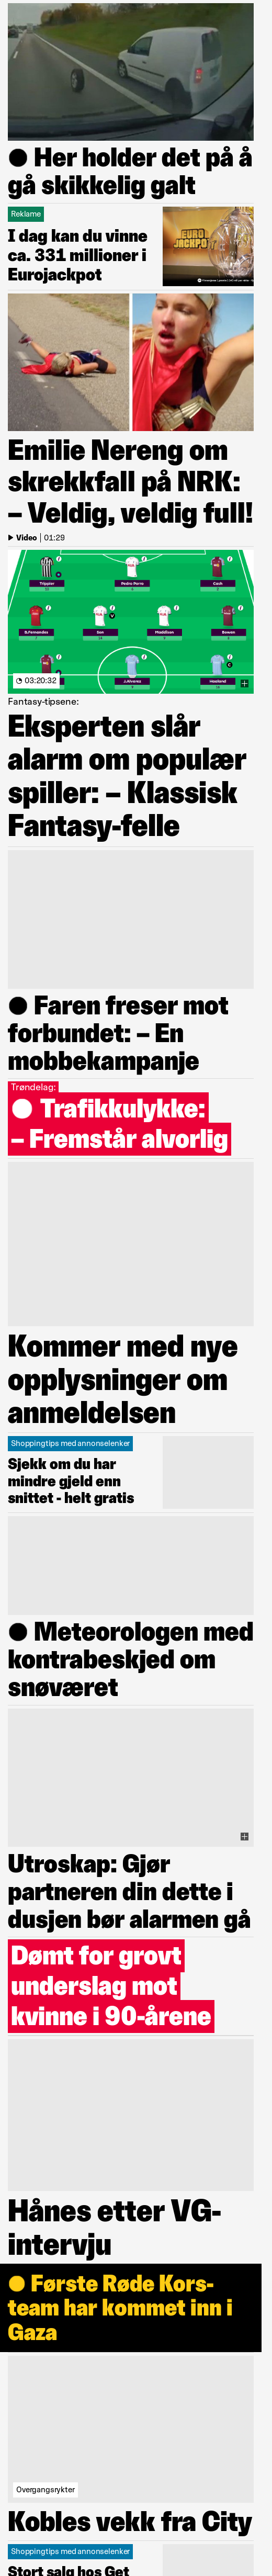 Her holder det på å
gå skikkelig galt
Reklame
I dag kan du vinne
ca. 331 millioner i
Eurojackpot
EURO
JACKPOT
Emilie Nereng om
skrekkfall på NRK:
– Veldig, veldig full!
Video | 01:29
Trippier
Pedro Porro
Cash
B.Fernandes
Son
Maddison
Bowen
J.Alvarez
Haaland
03:20:32
Fantasy-tipsene:
Eksperten slår
alarm om populær
spiller: – Klassisk
Fantasy-felle
Faren freser mot
forbundet: – En
mobbekampanje
Trøndelag:
Trafikkulykke:
– Fremstår alvorlig
Kommer med nye
opplysninger om
anmeldelsen
Shoppingtips med annonselenker
Sjekk om du har
mindre gjeld enn
snittet - helt gratis
Meteorologen med
kontrabeskjed om
snøværet
Utroskap: Gjør
partneren din dette i
dusjen bør alarmen gå
Dømt for grovt
underslag mot
kvinne i 90-årene
Hånes etter VG-
intervju
Første Røde Kors-
team har kommet inn i
Gaza
Overgangsrykter
Kobles vekk fra City
Shoppingtips med annonselenker
Stort salg hos Get